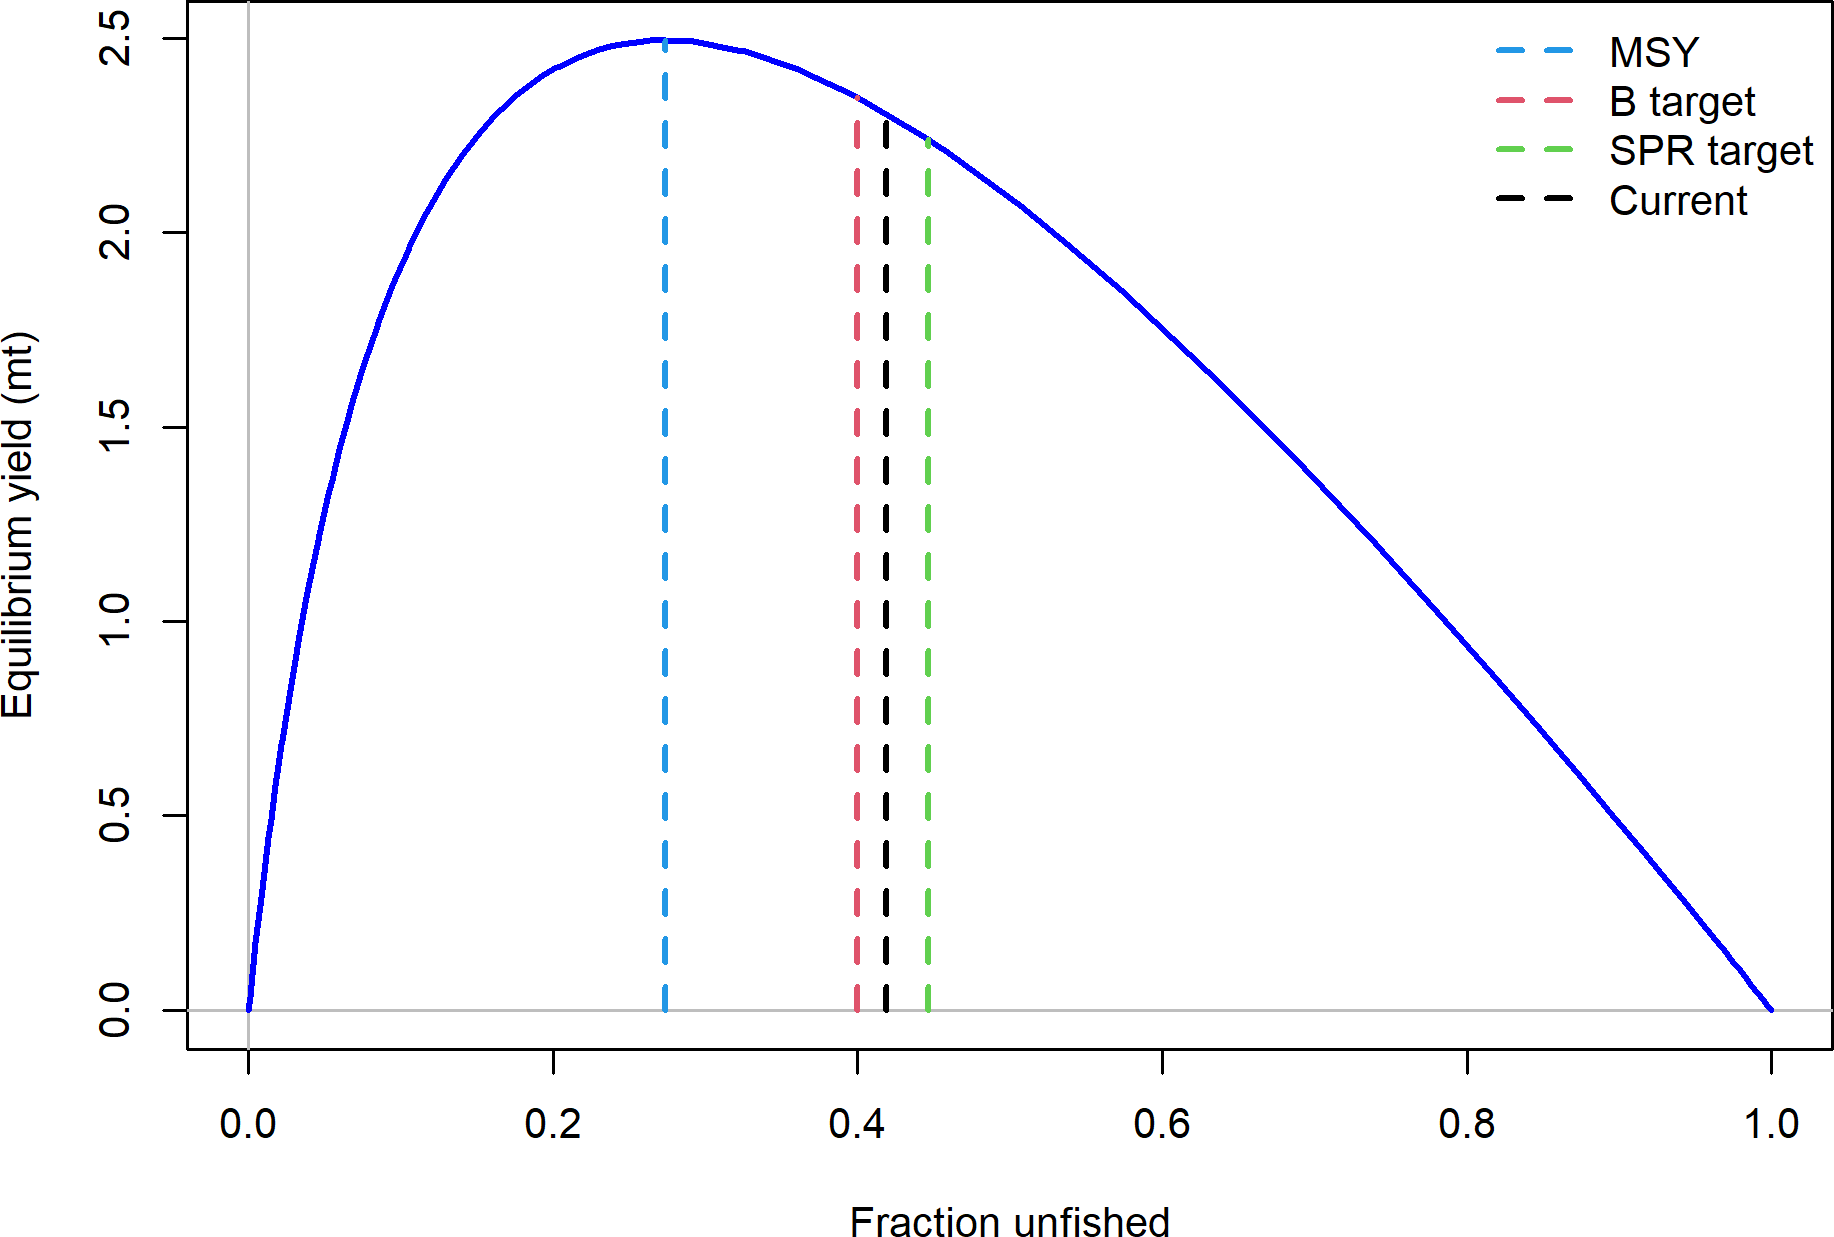 MSY
B target
SPR target
Current
Equilibrium yield (mt)
2.5
2.0
1.5
1.0
0.5
0.0
0.0 0.2 0.4 0.6 0.8 1.0
Fraction unfished